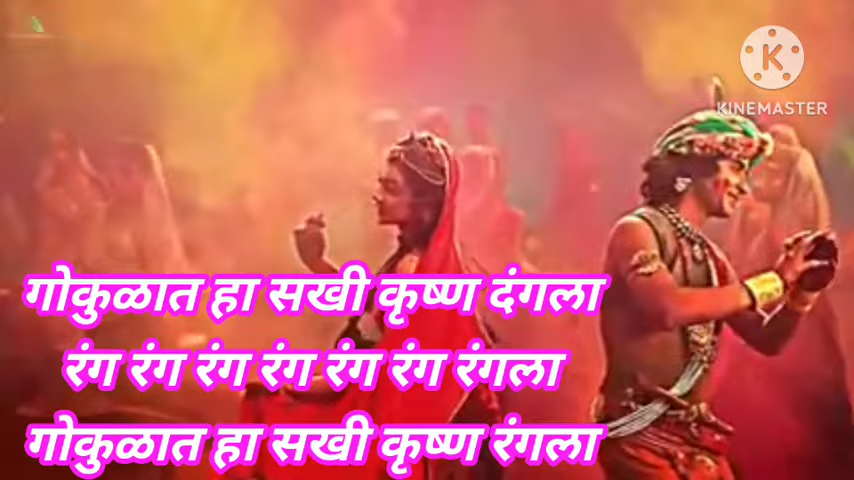 KINEMASTER
गोकुळात हा सखी कृष्ण दंगला
रंग रंग रंग रंग रंग रंग रंगला
गोकुळात हा सखी कृष्ण रंगला